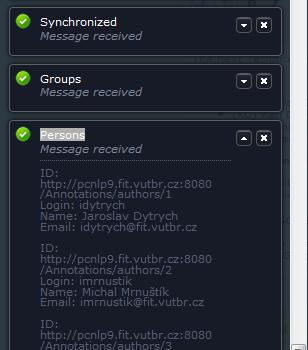 Synchronized
Message received
Groups
Message received
Persons
Message received
ID:
http://pcnlp9.fit.vutbr.cz:8080
/Annotations/authors/1
Login: idytrych
Name: Jaroslav Dytrych
Email: idytrych@fit.vutbr.cz
ID:
http://pcnlp9.fit.vutbr.cz:8080
/Annotations/authors/2
Login: imrnustik
Name: Michal Mrnuštík
Email: imrnustik@fit.vutbr.cz
ID:
http://pcnlp9.fit.vutbr.cz:8080
/Annotations/authors/3